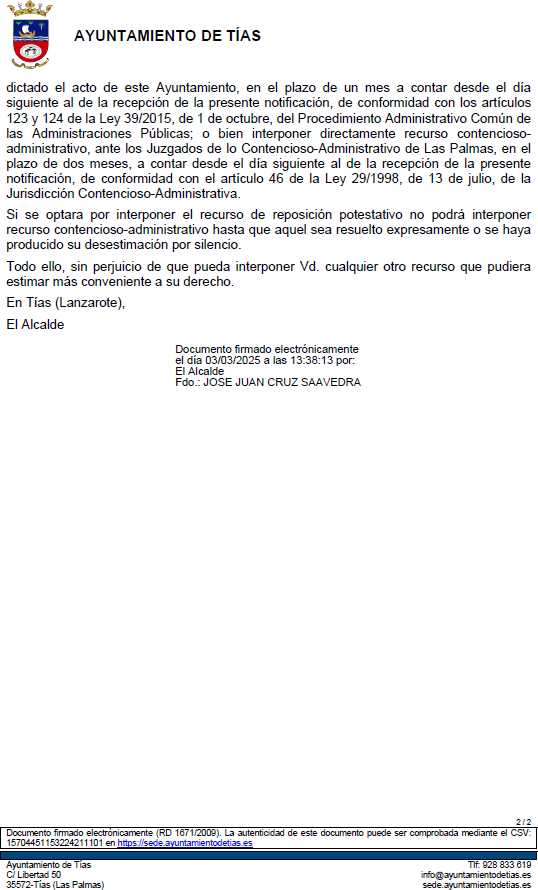 AYUNTAMIENTO DE TÍAS
dictado el acto de este Ayuntamiento, en el plazo de un mes a contar desde el día
siguiente al de la recepción de la presente notificación, de conformidad con los artículos
123 y 124 de la Ley 39/2015, de 1 de octubre, del Procedimiento Administrativo Común de
las Administraciones Públicas; o bien interponer directamente recurso contencioso-
administrativo, ante los Juzgados de lo Contencioso-Administrativo de Las Palmas, en el
plazo de dos meses, a contar desde el día siguiente al de la recepción de la presente
notificación, de conformidad con el artículo 46 de la Ley 29/1998, de 13 de julio, de la
Jurisdicción Contencioso-Administrativa.
Si se optara por interponer el recurso de reposición potestativo no podrá interponer
recurso contencioso-administrativo hasta que aquel sea resuelto expresamente o se haya
producido su desestimación por silencio.
Todo ello, sin perjuicio de que pueda interponer Vd. cualquier otro recurso que pudiera
estimar más conveniente a su derecho.
En Tías (Lanzarote),
El Alcalde
Documento firmado electrónicamente
el día 03/03/2025 a las 13:38:13 por:
El Alcalde
Fdo.: JOSE JUAN CRUZ SAAVEDRA
2 / 2
Documento firmado electrónicamente (RD 1671/2009). La autenticidad de este documento puede ser comprobada mediante el CSV:
15704451153224211101 en https://sede.ayuntamientodetias.es
Ayuntamiento de Tías
C/ Libertad 50
35572-Tías (Las Palmas)
Tlf: 928 833 619
info@ayuntamientodetias.es
sede.ayuntamientodetias.es